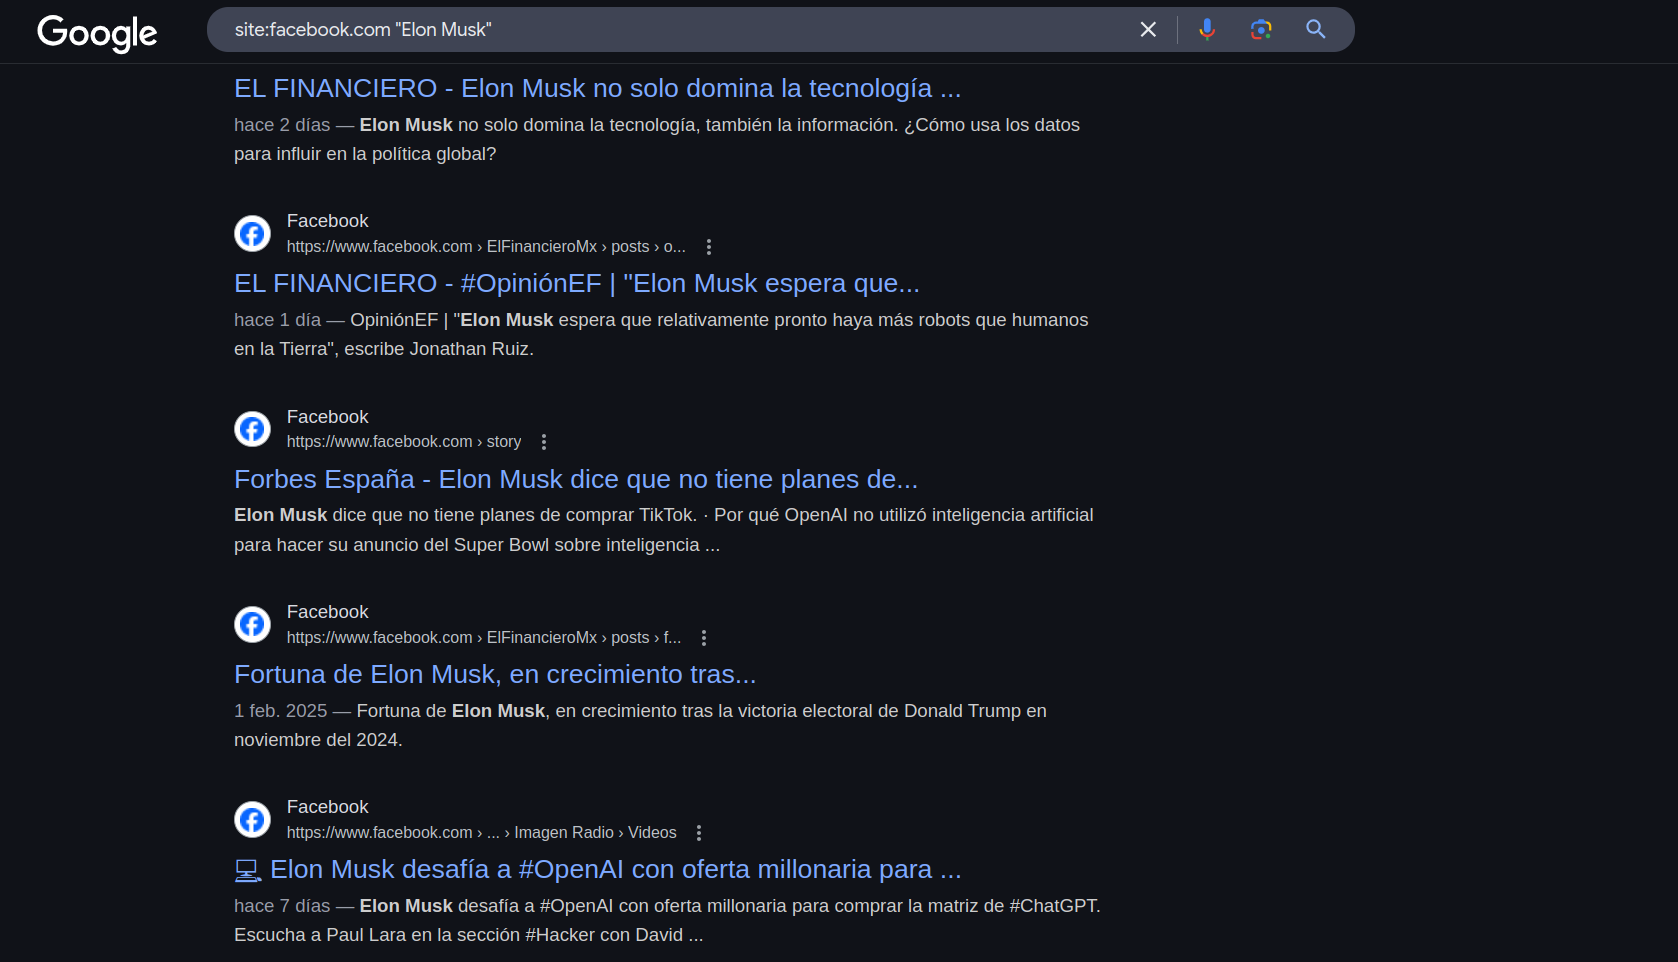 Google
site:facebook.com "Elon Musk"
EL FINANCIERO - Elon Musk no solo domina la tecnología ...
hace 2 días — Elon Musk no solo domina la tecnología, también la información. ¿Cómo usa los datos
para influir en la política global?
Facebook
https://www.facebook.com › ElFinancieroMx › posts › o...
EL FINANCIERO - #OpiniónEF | "Elon Musk espera que...
hace 1 día — OpiniónEF | "Elon Musk espera que relativamente pronto haya más robots que humanos
en la Tierra", escribe Jonathan Ruiz.
Facebook
https://www.facebook.com › story
Forbes España - Elon Musk dice que no tiene planes de...
Elon Musk dice que no tiene planes de comprar TikTok. · Por qué OpenAI no utilizó inteligencia artificial
para hacer su anuncio del Super Bowl sobre inteligencia ...
Facebook
https://www.facebook.com › ElFinancieroMx › posts › f...
Fortuna de Elon Musk, en crecimiento tras...
1 feb. 2025 — Fortuna de Elon Musk, en crecimiento tras la victoria electoral de Donald Trump en
noviembre del 2024.
Facebook
https://www.facebook.com › ... › Imagen Radio › Videos
💻 Elon Musk desafía a #OpenAI con oferta millonaria para ...
hace 7 días — Elon Musk desafía a #OpenAI con oferta millonaria para comprar la matriz de #ChatGPT.
Escucha a Paul Lara en la sección #Hacker con David ...